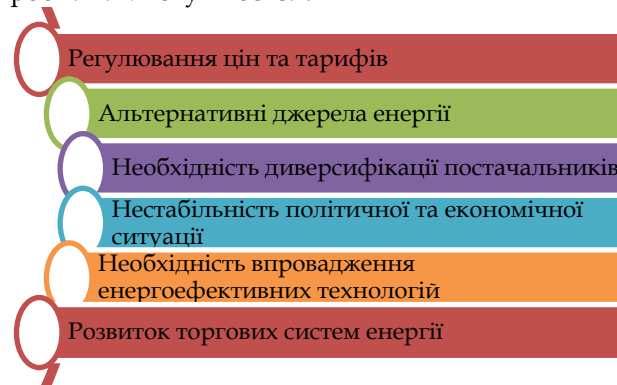 Регулювання цін та тарифів
Альтернативні джерела енергії
Необхідність диверсифікації постачальників
Нестабільність політичної та економічної
ситуації
Необхідність впровадження
енергоефективних технологій
Розвиток торгових систем енергії